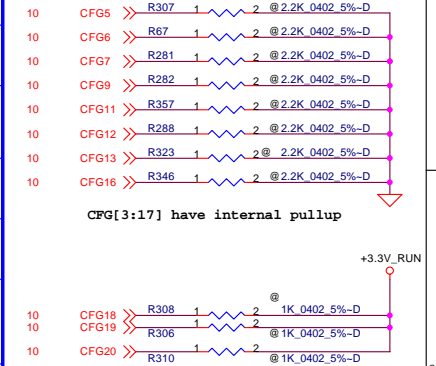 10 CFG5 R307 1 2 @ 2.2K_0402_5%~D
10 CFG6 R67 1 2 @ 2.2K_0402_5%~D
10 CFG7 R281 1 2 @ 2.2K_0402_5%~D
10 CFG9 R282 1 2 @ 2.2K_0402_5%~D
10 CFG11 R357 1 2 @ 2.2K_0402_5%~D
10 CFG12 R288 1 2 @ 2.2K_0402_5%~D
10 CFG13 R323 1 2 @ 2.2K_0402_5%~D
10 CFG16 R346 1 2 @ 2.2K_0402_5%~D
CFG[3:17] have internal pullup
+3.3V_RUN
@
10 CFG18 R308 1 2 1K_0402_5%~D
10 CFG19 R306 1 2 @ 1K_0402_5%~D
10 CFG20 R310 1 2 @ 1K_0402_5%~D